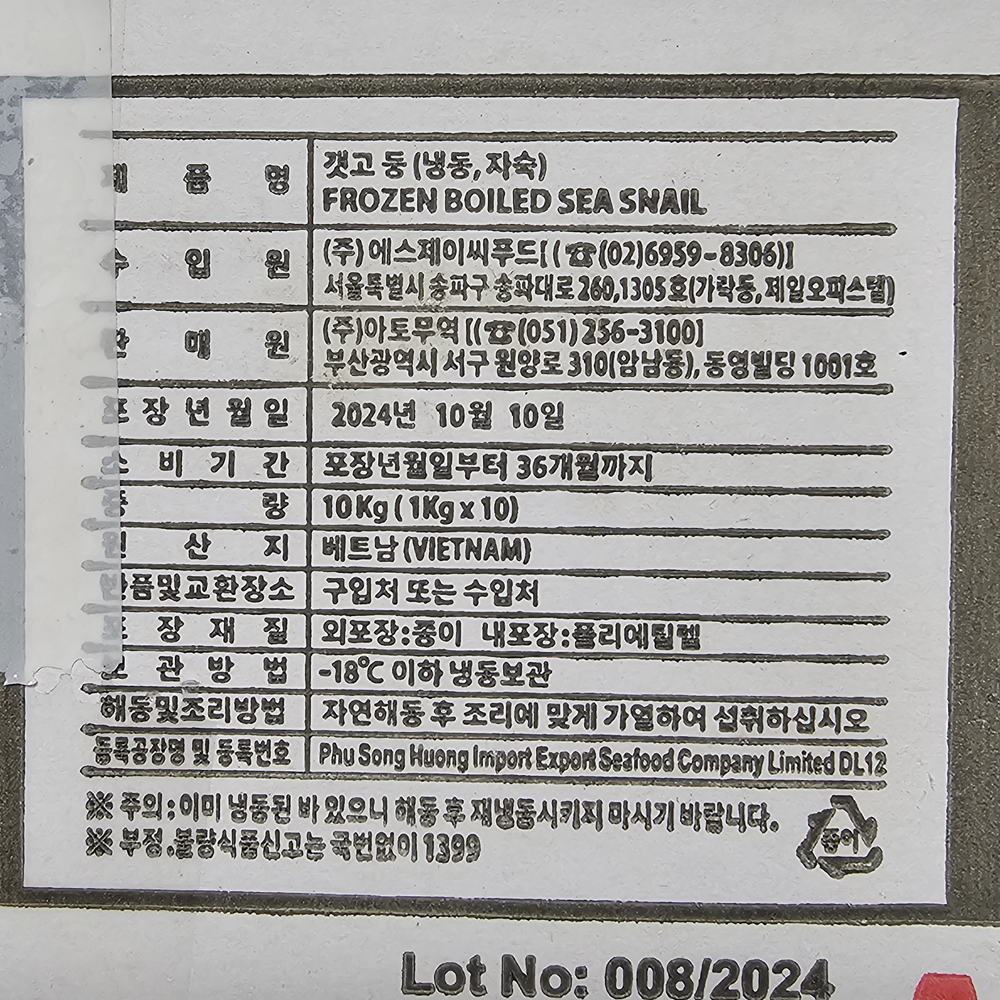 제 품 명 갯고 둥 (냉동, 자숙)
FROZEN BOILED SEA SNAIL
수 입 원 (주)에스제이씨푸드[(☎(02)6959-8306)]
서울특별시 송파구 송파대로 260,1305호(가락동, 제일오피스텔)
판 매 원 (주)아토무역 [(☎(051)256-3100]
부산광역시 서구 원양로 310(암남동), 동영빌딩 1001호
포 장 년 월 일 2024년 10월 10일
소 비 기 간 포장년월일부터 36개월까지
중 량 10Kg ( 1Kg x 10)
원 산 지 베트남 (VIETNAM)
반품및교환장소 구입처 또는 수입처
포 장 재 질 외포장:종이 내포장:폴리에틸렌
보 관 방 법 -18℃ 이하 냉동보관
해동및조리방법 자연해동 후 조리에 맞게 가열하여 섭취하십시오
등록공장명 및 등록번호 Phu Song Huong Import Export Seafood Company Limited DL12
※ 주의 : 이미 냉동된 바 있으니 해동 후 재냉동시키지 마시기 바랍니다.
※ 부정.불량식품신고는 국번없이 1399
종이
Lot No: 008/2024